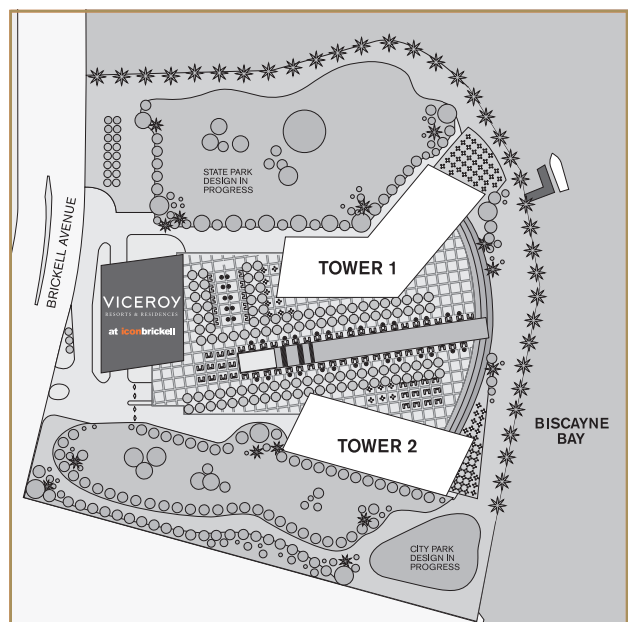 STATE PARK
DESIGN IN
PROGRESS
BRICKELL AVENUE
TOWER 1
VICEROY
RESORTS & RESIDENCES
at iconbrickell
BISCAYNE
BAY
TOWER 2
CITY PARK
DESIGN IN
PROGRESS